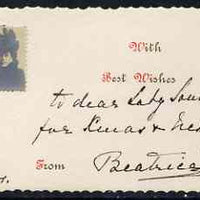 With
Best Wishes
to dear Lady
for Xmas &
From Beatrice